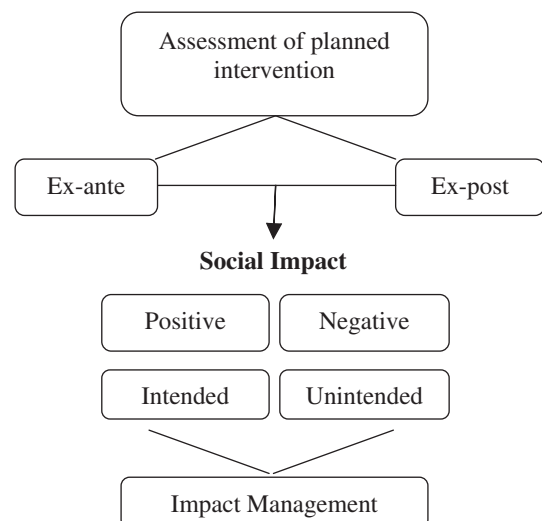 Assessment of planned
intervention
Ex-ante
Ex-post
Social Impact
Positive
Negative
Intended
Unintended
Impact Management